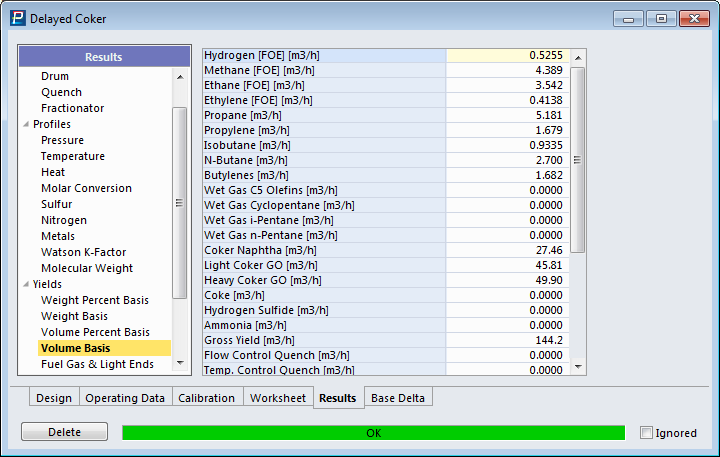 Delayed Coker
Results
Drum
Quench
Fractionator
Profiles
Pressure
Temperature
Heat
Molar Conversion
Sulfur
Nitrogen
Metals
Watson K-Factor
Molecular Weight
Yields
Weight Percent Basis
Weight Basis
Volume Percent Basis
Volume Basis
Fuel Gas & Light Ends
Hydrogen [FOE] [m3/h] 0.5255
Methane [FOE] [m3/h] 4.389
Ethane [FOE] [m3/h] 3.542
Ethylene [FOE] [m3/h] 0.4138
Propane [m3/h] 5.181
Propylene [m3/h] 1.679
Isobutane [m3/h] 0.9335
N-Butane [m3/h] 2.700
Butylenes [m3/h] 1.682
Wet Gas C5 Olefins [m3/h] 0.0000
Wet Gas Cyclopentane [m3/h] 0.0000
Wet Gas i-Pentane [m3/h] 0.0000
Wet Gas n-Pentane [m3/h] 0.0000
Coker Naphtha [m3/h] 27.46
Light Coker GO [m3/h] 45.81
Heavy Coker GO [m3/h] 49.90
Coke [m3/h] 0.0000
Hydrogen Sulfide [m3/h] 0.0000
Ammonia [m3/h] 0.0000
Gross Yield [m3/h] 144.2
Flow Control Quench [m3/h] 0.0000
Temp. Control Quench [m3/h] 0.0000
Design Operating Data Calibration Worksheet Results Base Delta
Delete OK Ignored